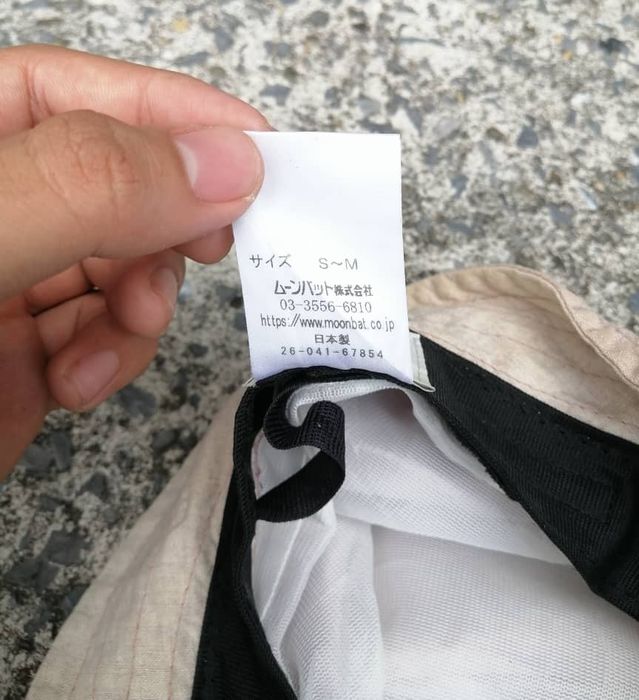 サイズ S～M
ムーンバット株式会社
03-3556-6810
https://www.moonbat.co.jp
日本製
26-041-67854